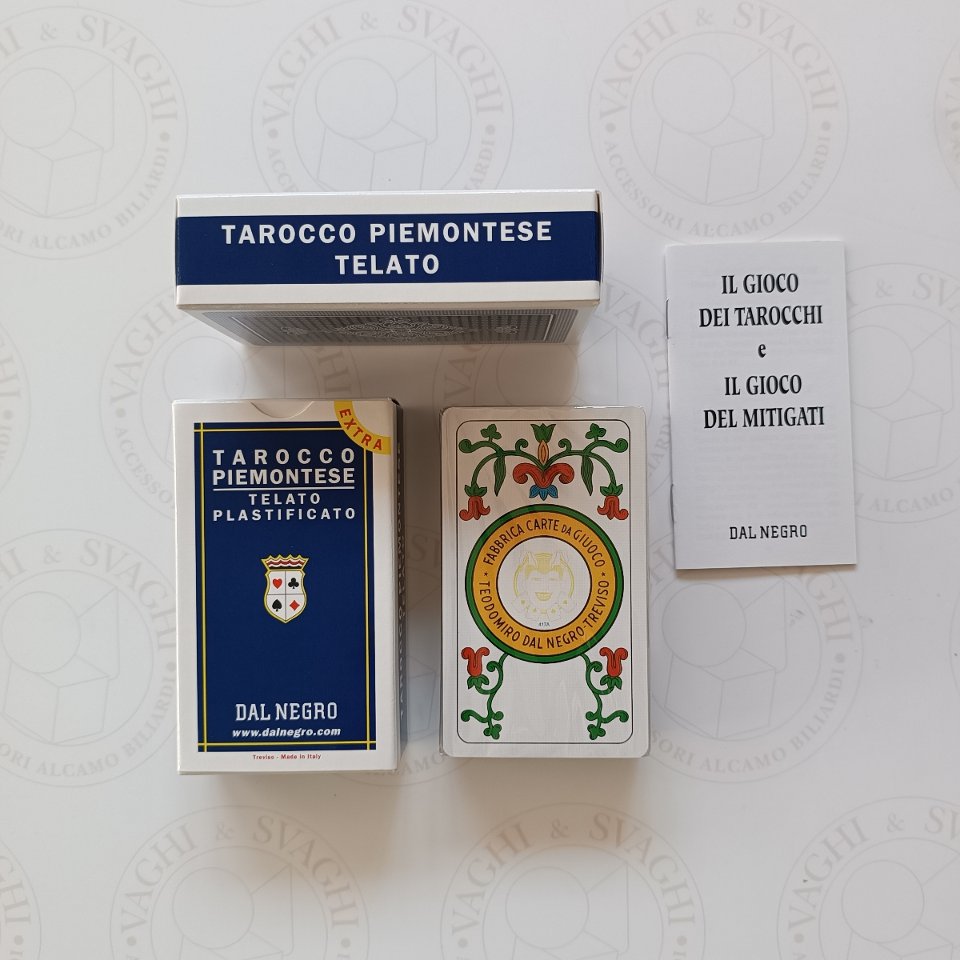 TAROCCO PIEMONTESE
TELATO
EXTRA
TAROCCO
PIEMONTESE
TELATO
PLASTIFICATO
DAL NEGRO
www.dalnegro.com
Treviso - Made in Italy
FABBRICA CARTE DA GIUOCO
TEODOMIRO DAL NEGRO-TREVISO
IL GIOCO
DEI TAROCCHI
e
IL GIOCO
DEL MITIGATI
DAL NEGRO
VAGHI & SVAGHI
ACCESSORI ALCAMO BILIARDI